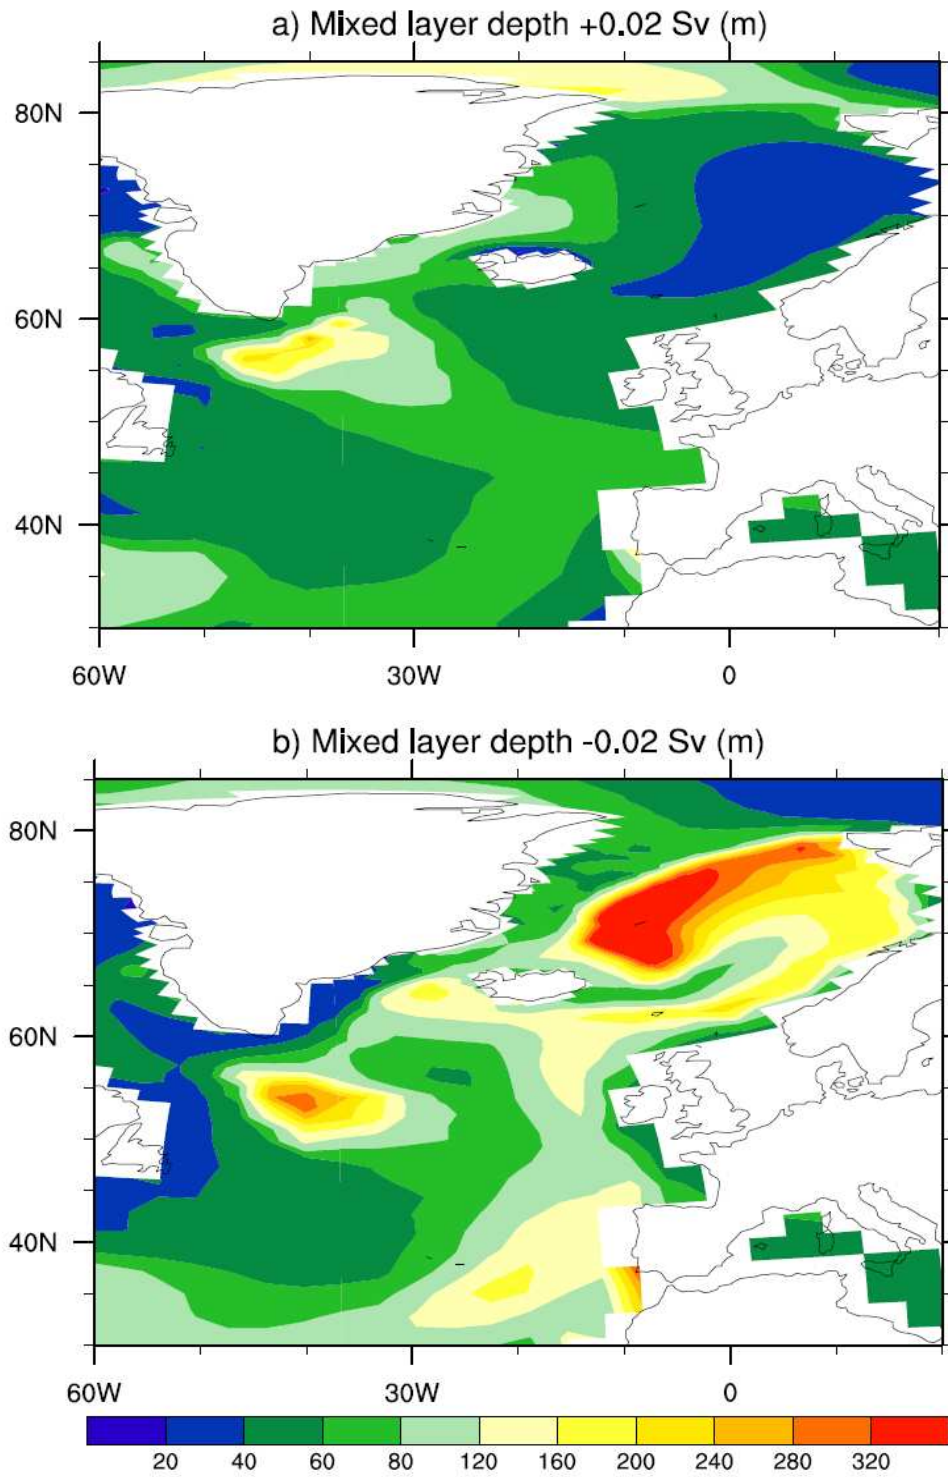 a) Mixed layer depth +0.02 Sv (m)
80N
60N
40N
60W 30W 0
b) Mixed layer depth -0.02 Sv (m)
80N
60N
40N
60W 30W 0
20 40 60 80 120 160 200 240 280 320